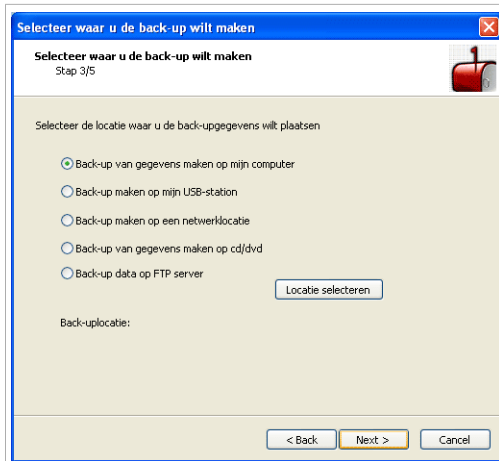 Selecteer waar u de back-up wilt maken
Selecteer waar u de back-up wilt maken
Stap 3/5
Selecteer de locatie waar u de back-upgegevens wilt plaatsen
Back-up van gegevens maken op mijn computer
Back-up maken op mijn USB-station
Back-up maken op een netwerklocatie
Back-up van gegevens maken op cd/dvd
Back-up data op FTP server
Locatie selecteren
Back-uplocatie:
< Back Next > Cancel